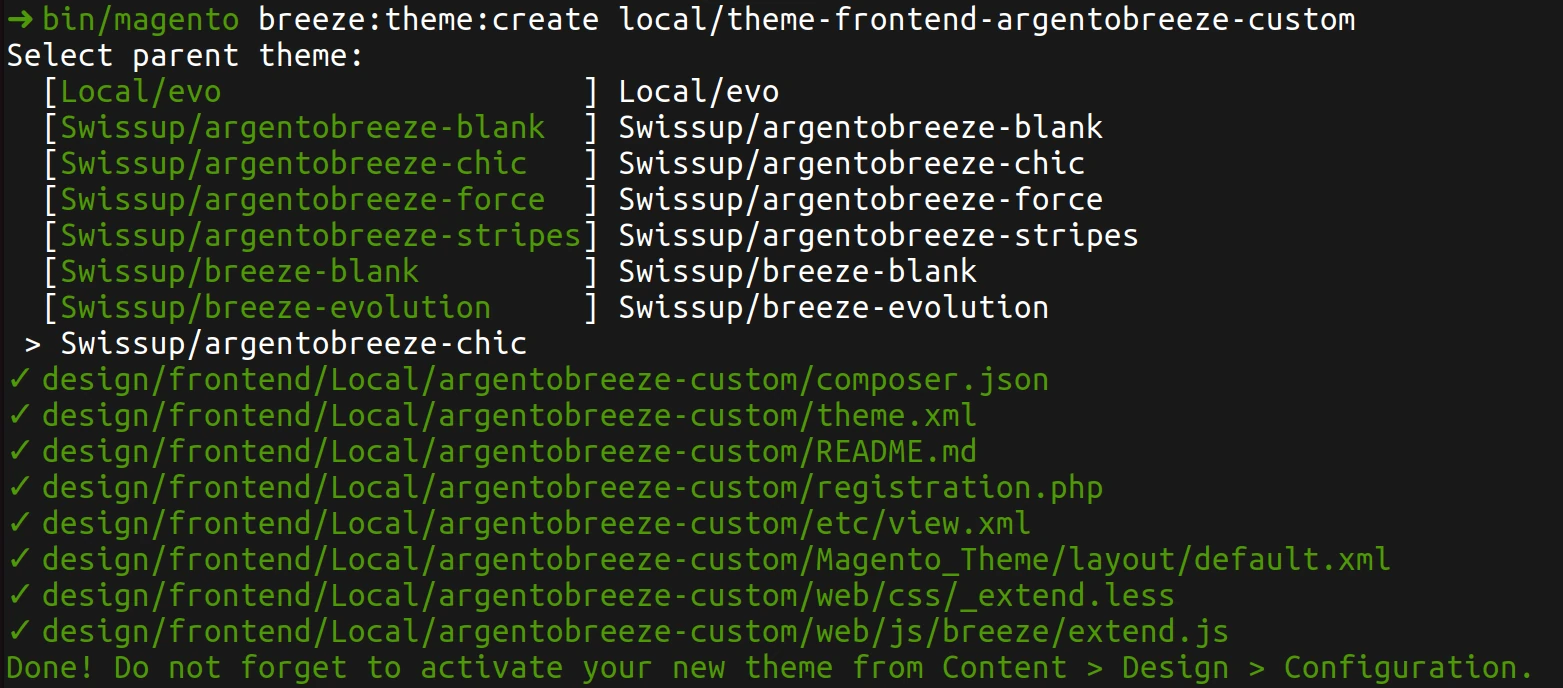 ➜ bin/magento breeze:theme:create local/theme-frontend-argentobreeze-custom
Select parent theme:
  [Local/evo                    ] Local/evo
  [Swissup/argentobreeze-blank  ] Swissup/argentobreeze-blank
  [Swissup/argentobreeze-chic   ] Swissup/argentobreeze-chic
  [Swissup/argentobreeze-force  ] Swissup/argentobreeze-force
  [Swissup/argentobreeze-stripes] Swissup/argentobreeze-stripes
  [Swissup/breeze-blank         ] Swissup/breeze-blank
  [Swissup/breeze-evolution     ] Swissup/breeze-evolution
 > Swissup/argentobreeze-chic
✓ design/frontend/Local/argentobreeze-custom/composer.json
✓ design/frontend/Local/argentobreeze-custom/theme.xml
✓ design/frontend/Local/argentobreeze-custom/README.md
✓ design/frontend/Local/argentobreeze-custom/registration.php
✓ design/frontend/Local/argentobreeze-custom/etc/view.xml
✓ design/frontend/Local/argentobreeze-custom/Magento_Theme/layout/default.xml
✓ design/frontend/Local/argentobreeze-custom/web/css/_extend.less
✓ design/frontend/Local/argentobreeze-custom/web/js/breeze/extend.js
Done! Do not forget to activate your new theme from Content > Design > Configuration.